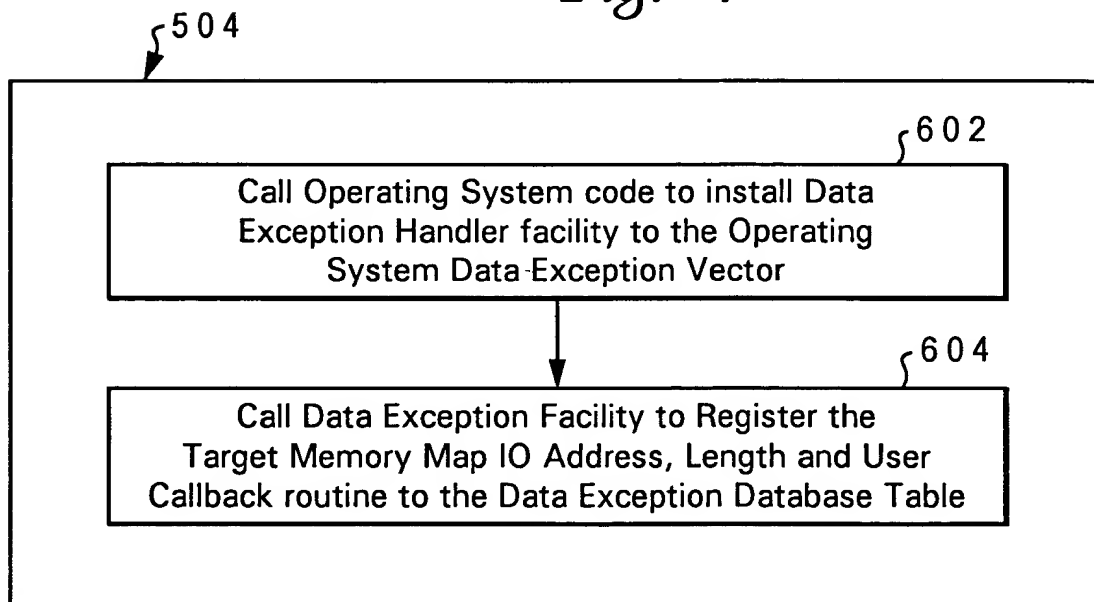 504
602
Call Operating System code to install Data
Exception Handler facility to the Operating
System Data Exception Vector
604
Call Data Exception Facility to Register the
Target Memory Map IO Address, Length and User
Callback routine to the Data Exception Database Table